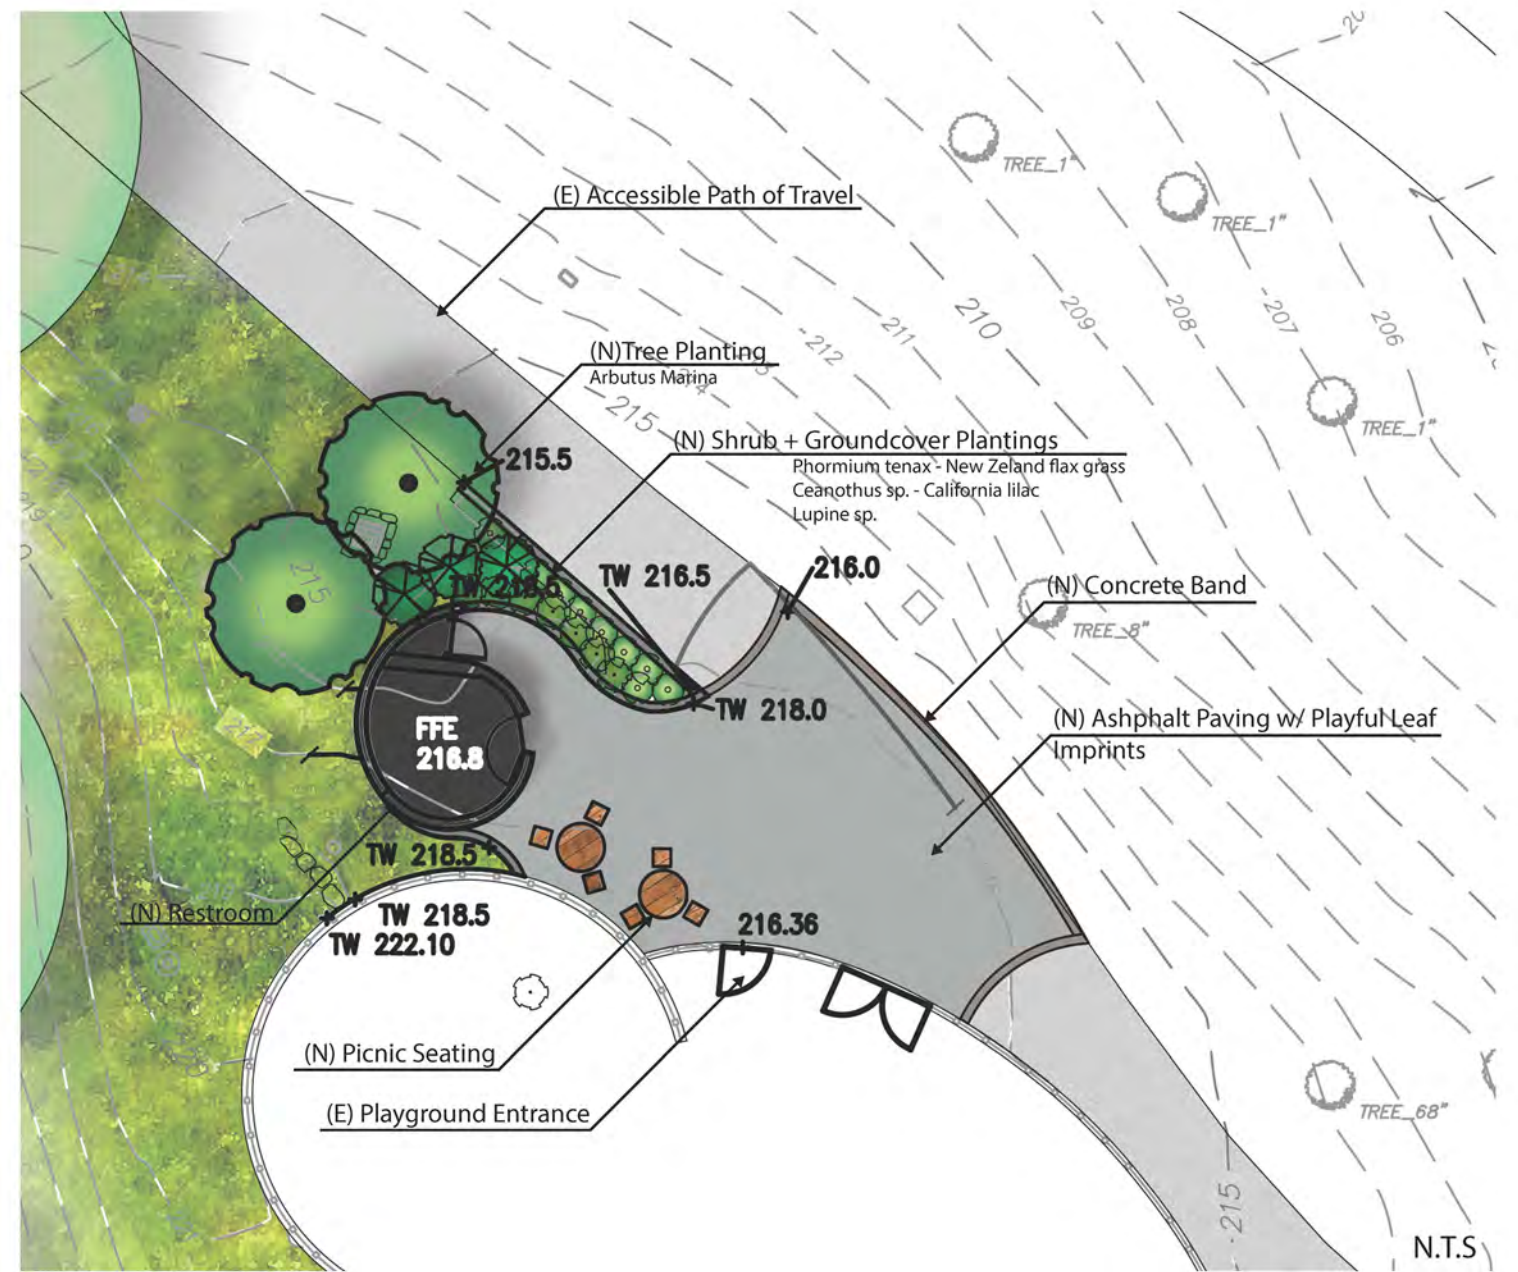 (E) Accessible Path of Travel
TREE_1"
TREE_1"
TREE_1"
210
211
212
209
208
207
206
(N)Tree Planting
Arbutus Marina
215
215.5
(N) Shrub + Groundcover Plantings
Phormium tenax - New Zeland flax grass
Ceanothus sp. - California lilac
Lupine sp.
TW 216.5
216.0
(N) Concrete Band
TREE_8"
215
TW 218.0
FFE
216.8
(N) Ashphalt Paving w/ Playful Leaf
Imprints
217
TW 218.5
(N) Restroom
TW 218.5
TW 222.10
216.36
(N) Picnic Seating
(E) Playground Entrance
TREE_68"
215
N.T.S